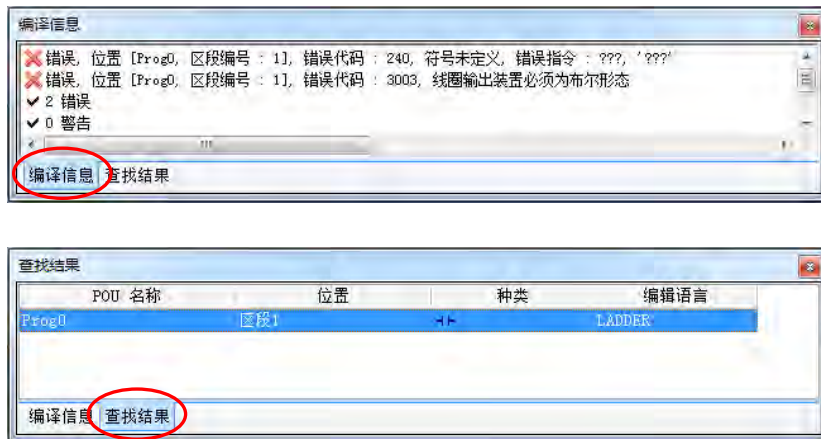 编译信息
错误, 位置 [Prog0, 区段编号 : 1], 错误代码 : 240, 符号未定义, 错误指令 : ???, '???'
错误, 位置 [Prog0, 区段编号 : 1], 错误代码 : 3003, 线圈输出装置必须为布尔形态
2 错误
0 警告
编译信息 查找结果
查找结果
POU 名称 位置 种类 编辑语言
Prog0 区段1 LADDER
编译信息 查找结果